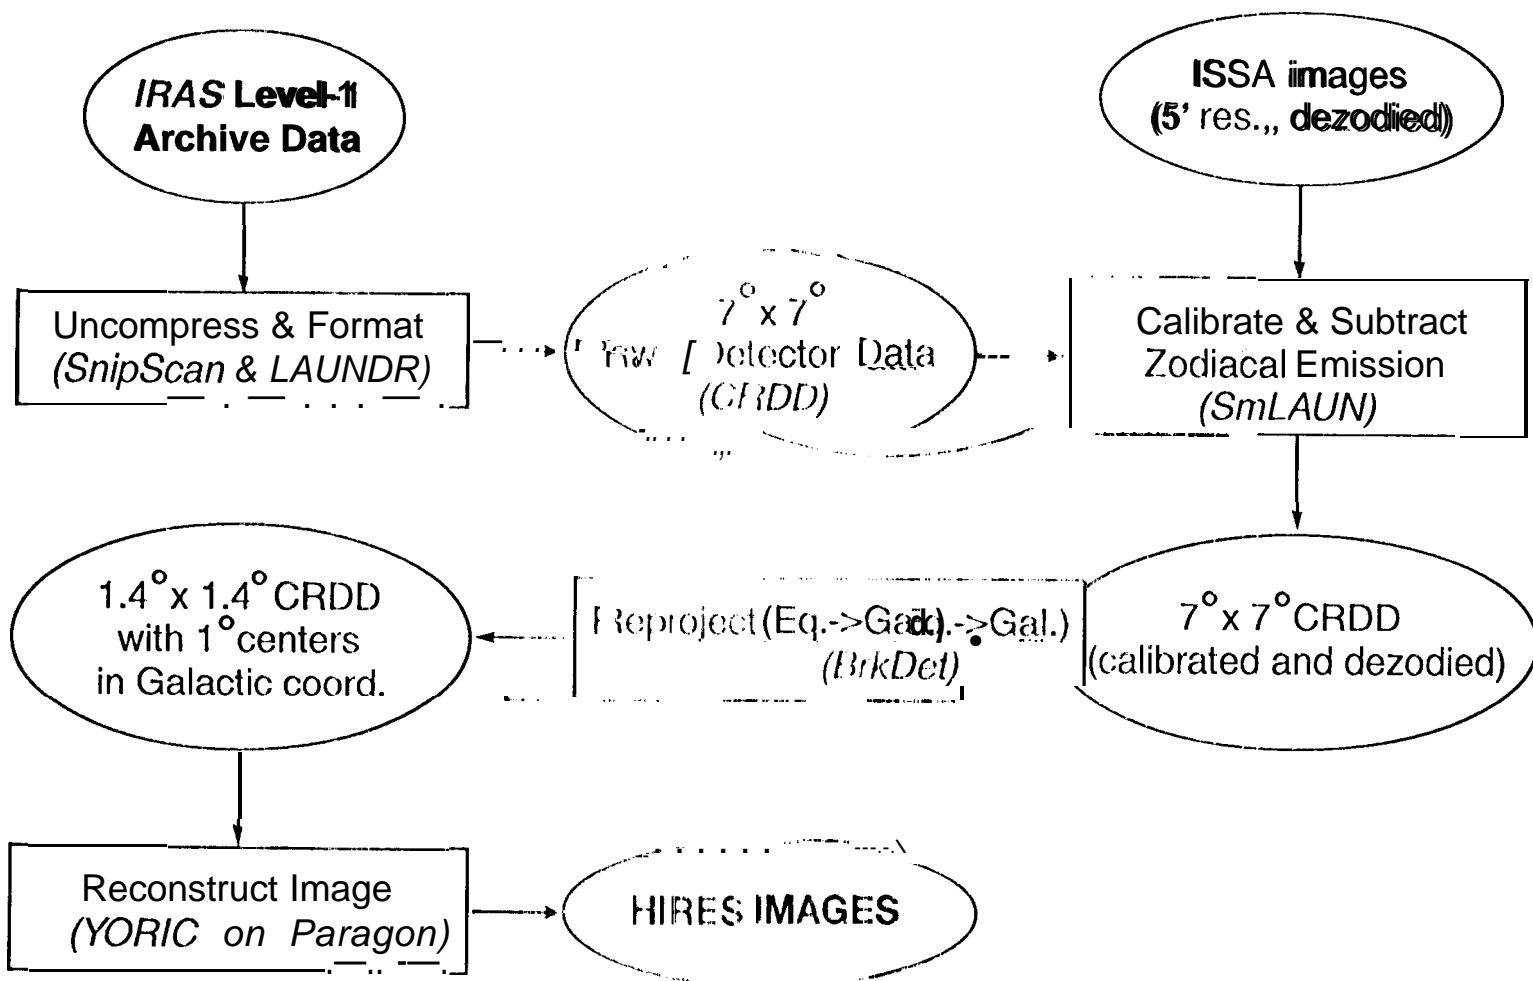 IRAS Level-1
Archive Data
ISSA images
(5' res., dezodied)
Uncompress & Format
(SnipScan & LAUNDR)
7° x 7°
Detector Data
(CRDD)
Calibrate & Subtract
Zodiacal Emission
(SmLAUN)
1.4° x 1.4° CRDD
with 1° centers
in Galactic coord.
Reproject (Eq.->Gal.)
(BrkDet)
7° x 7° CRDD
(calibrated and dezodied)
Reconstruct Image
(YORIC on Paragon)
HIRES IMAGES